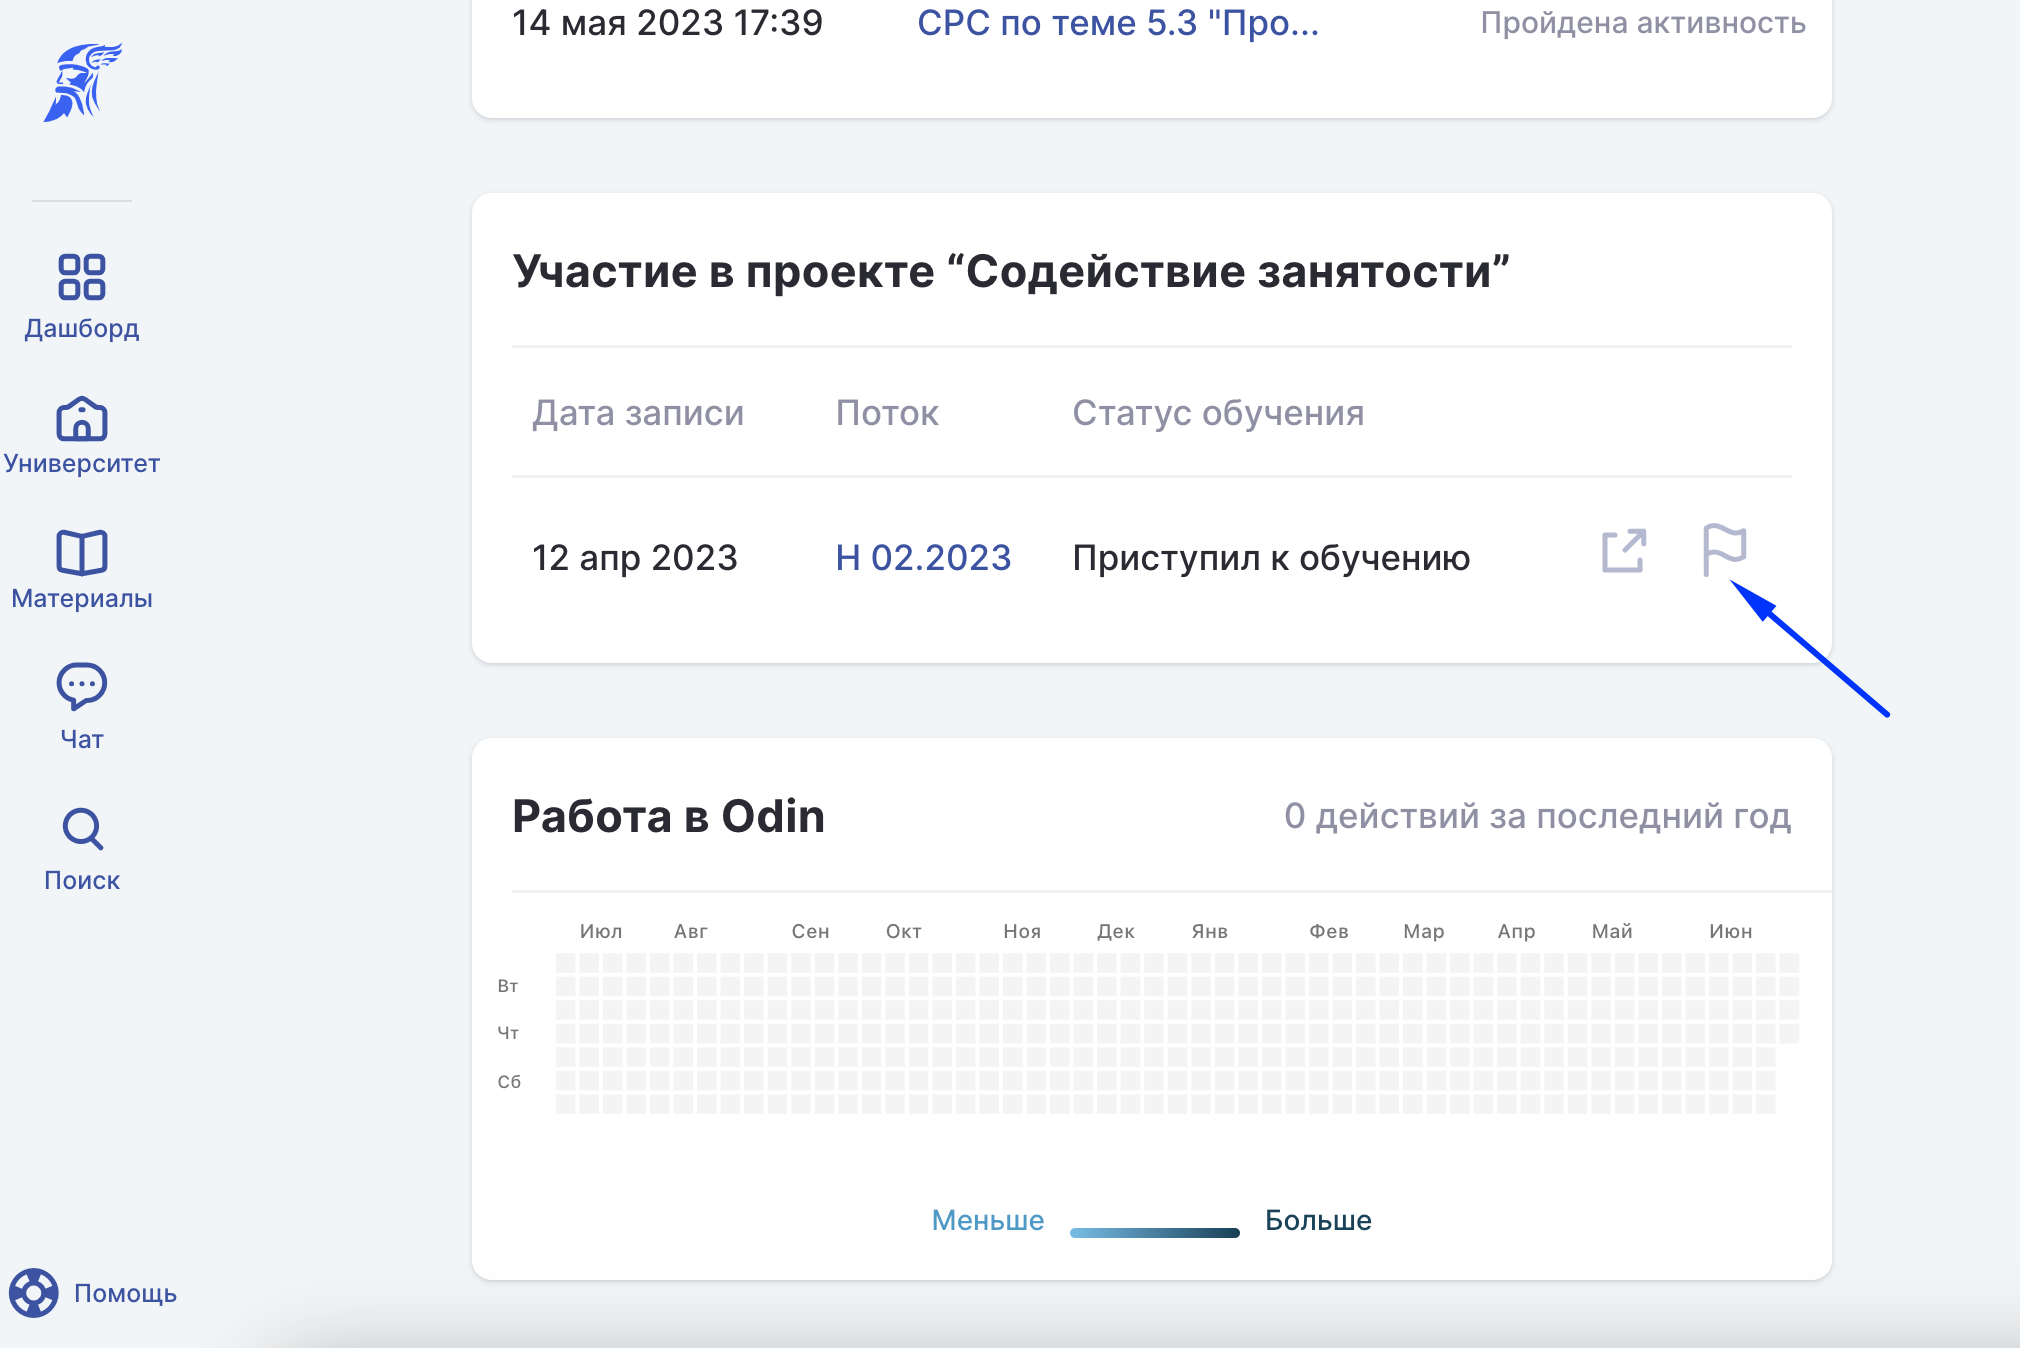 14 мая 2023 17:39 СРС по теме 5.3 "Про... Пройдена активность
Участие в проекте “Содействие занятости”
Дата записи Поток Статус обучения
12 апр 2023 Н 02.2023 Приступил к обучению
Работа в Odin 0 действий за последний год
Июл Авг Сен Окт Ноя Дек Янв Фев Мар Апр Май Июн
Вт
Чт
Сб
Меньше Больше
Дашборд
Университет
Материалы
Чат
Поиск
Помощь